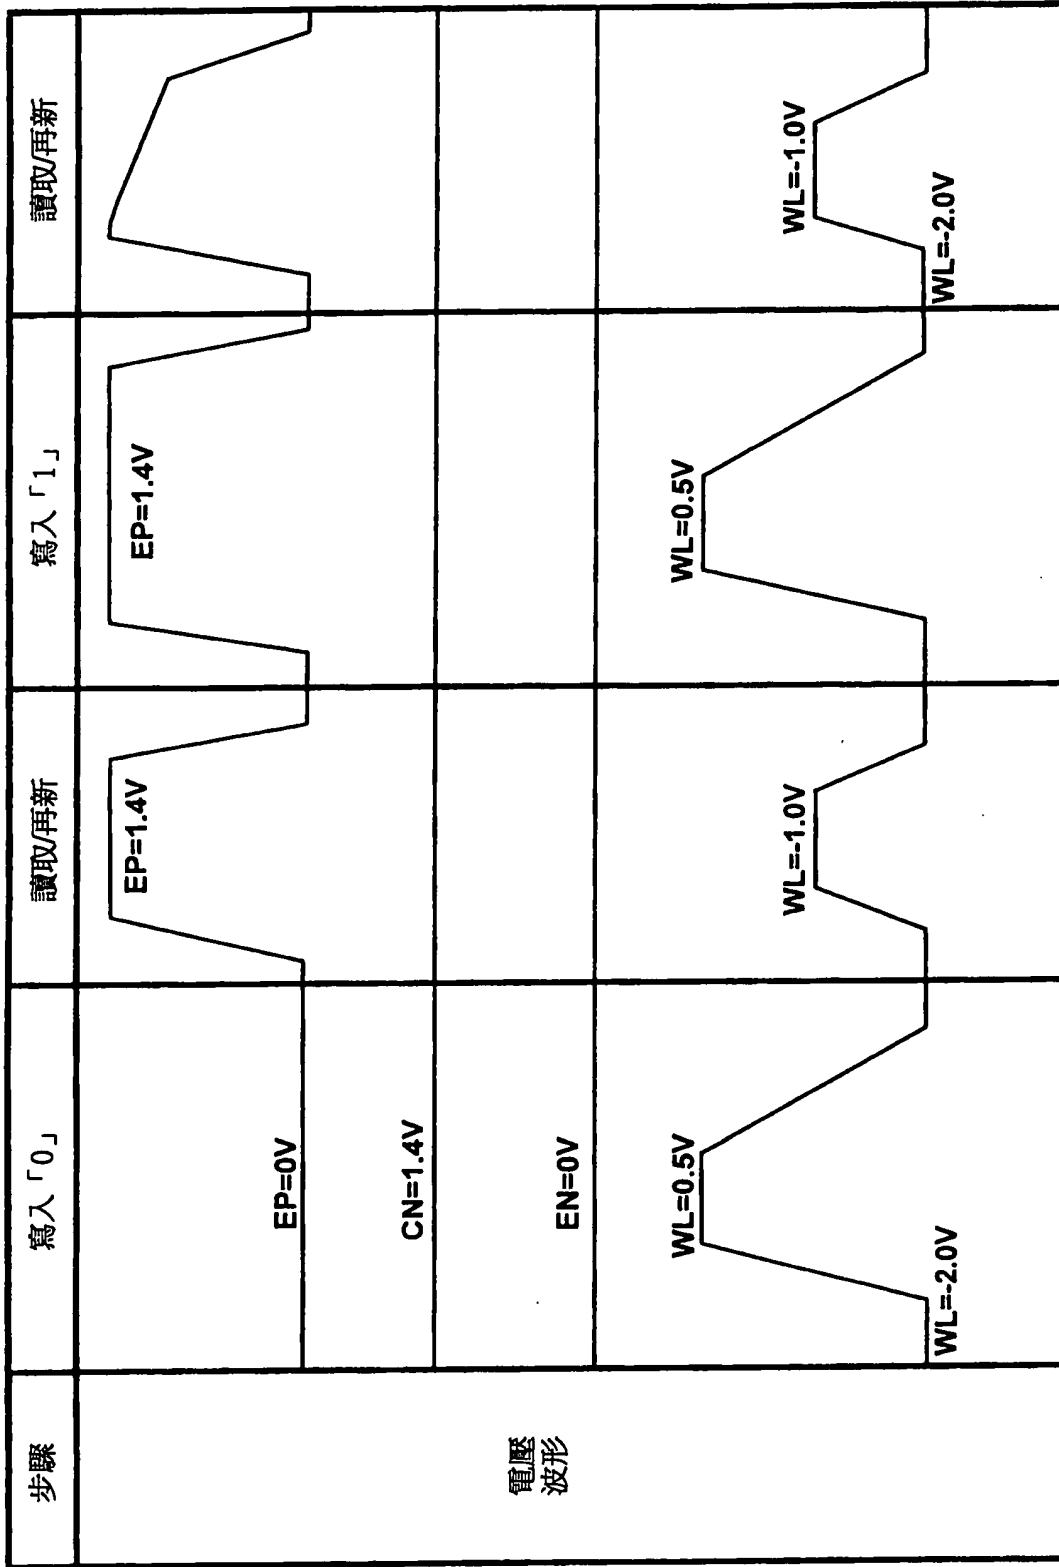 步驟
寫入「0」
讀取/再新
寫入「1」
讀取/再新
電壓
波形
EP=0V
EP=1.4V
EP=1.4V
CN=1.4V
EN=0V
WL=0.5V
WL=-1.0V
WL=0.5V
WL=-1.0V
WL=-2.0V
WL=-2.0V